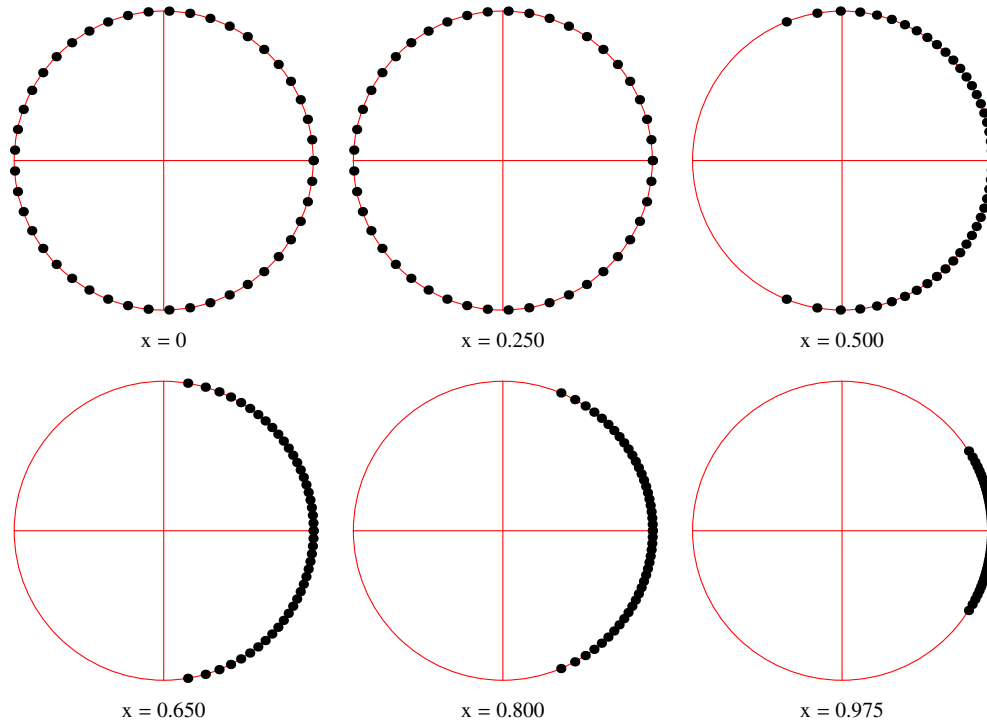 x = 0
x = 0.250
x = 0.500
x = 0.650
x = 0.800
x = 0.975